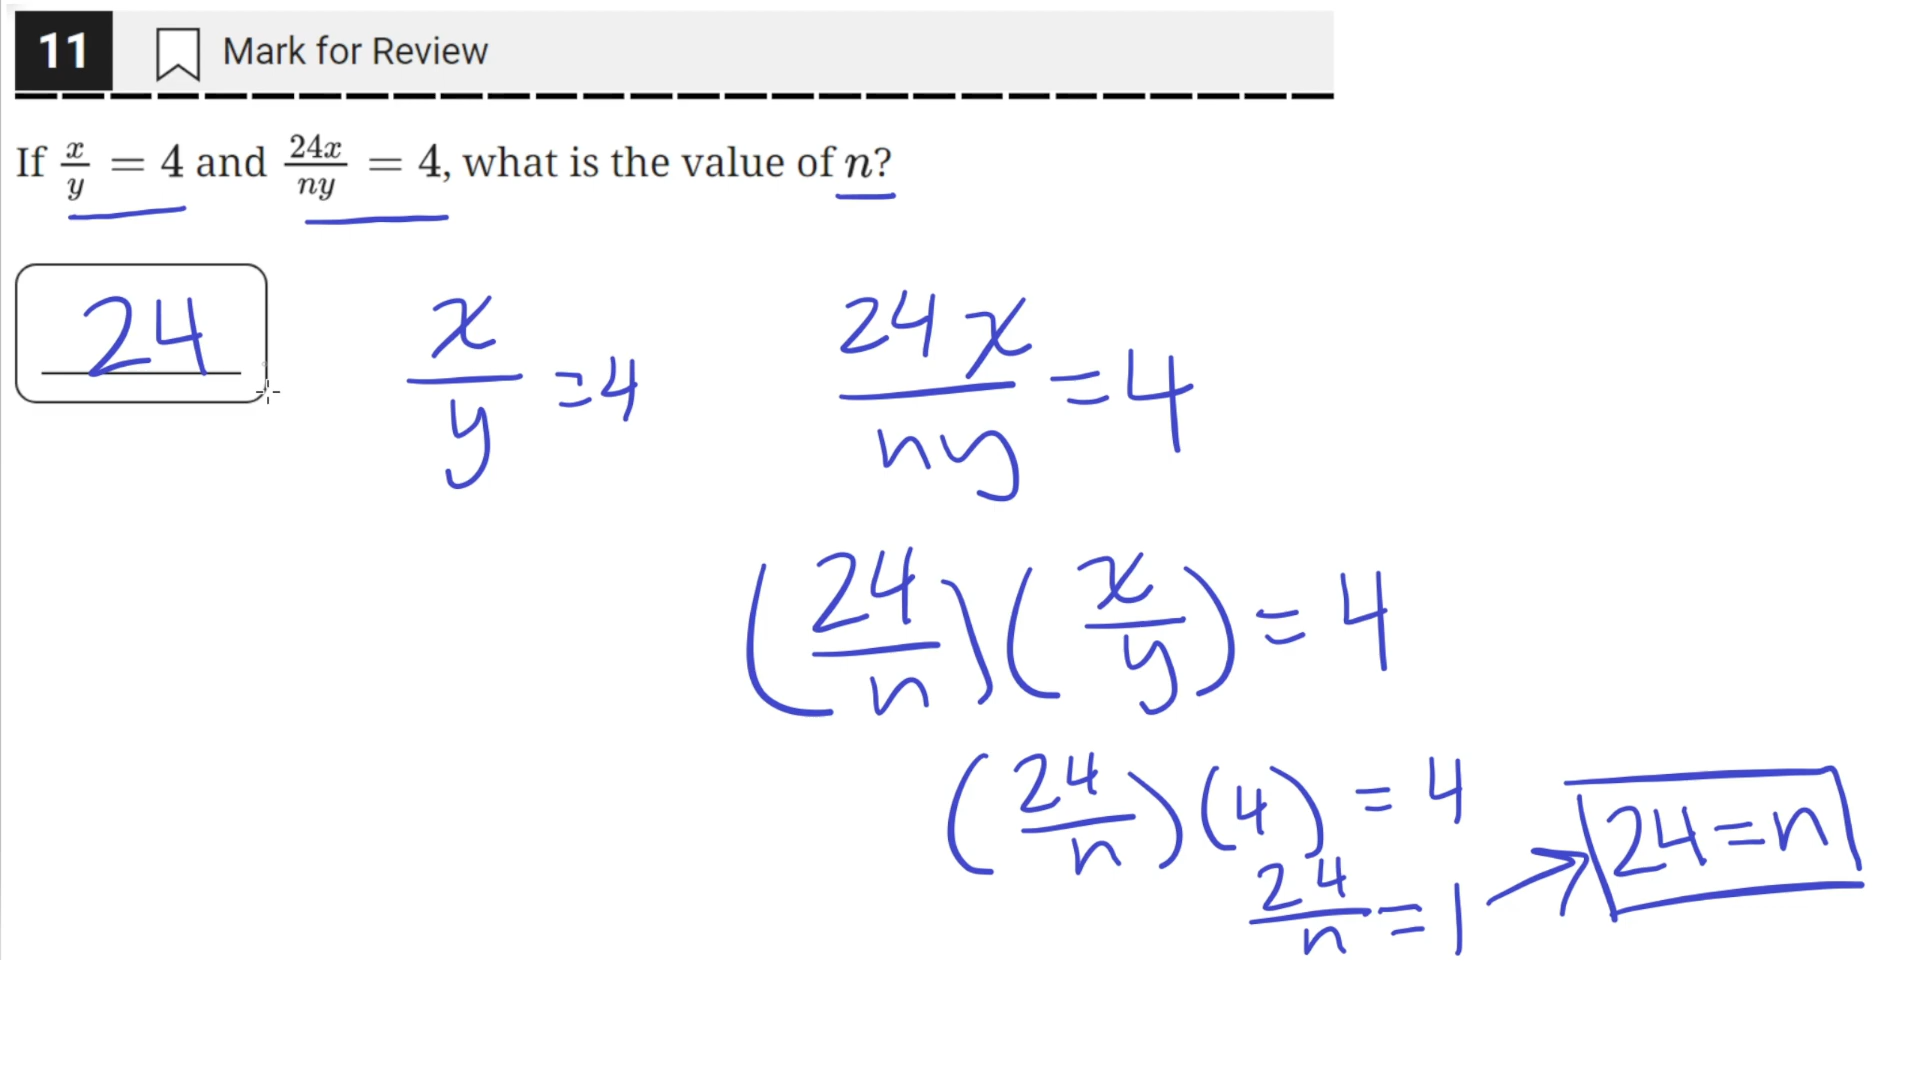 11 Mark for Review
If x/y = 4 and 24x/ny = 4, what is the value of n?
24
x/y = 4
24x/ny = 4
(24/n)(x/y) = 4
(24/n)(4) = 4
24/n = 1
24 = n